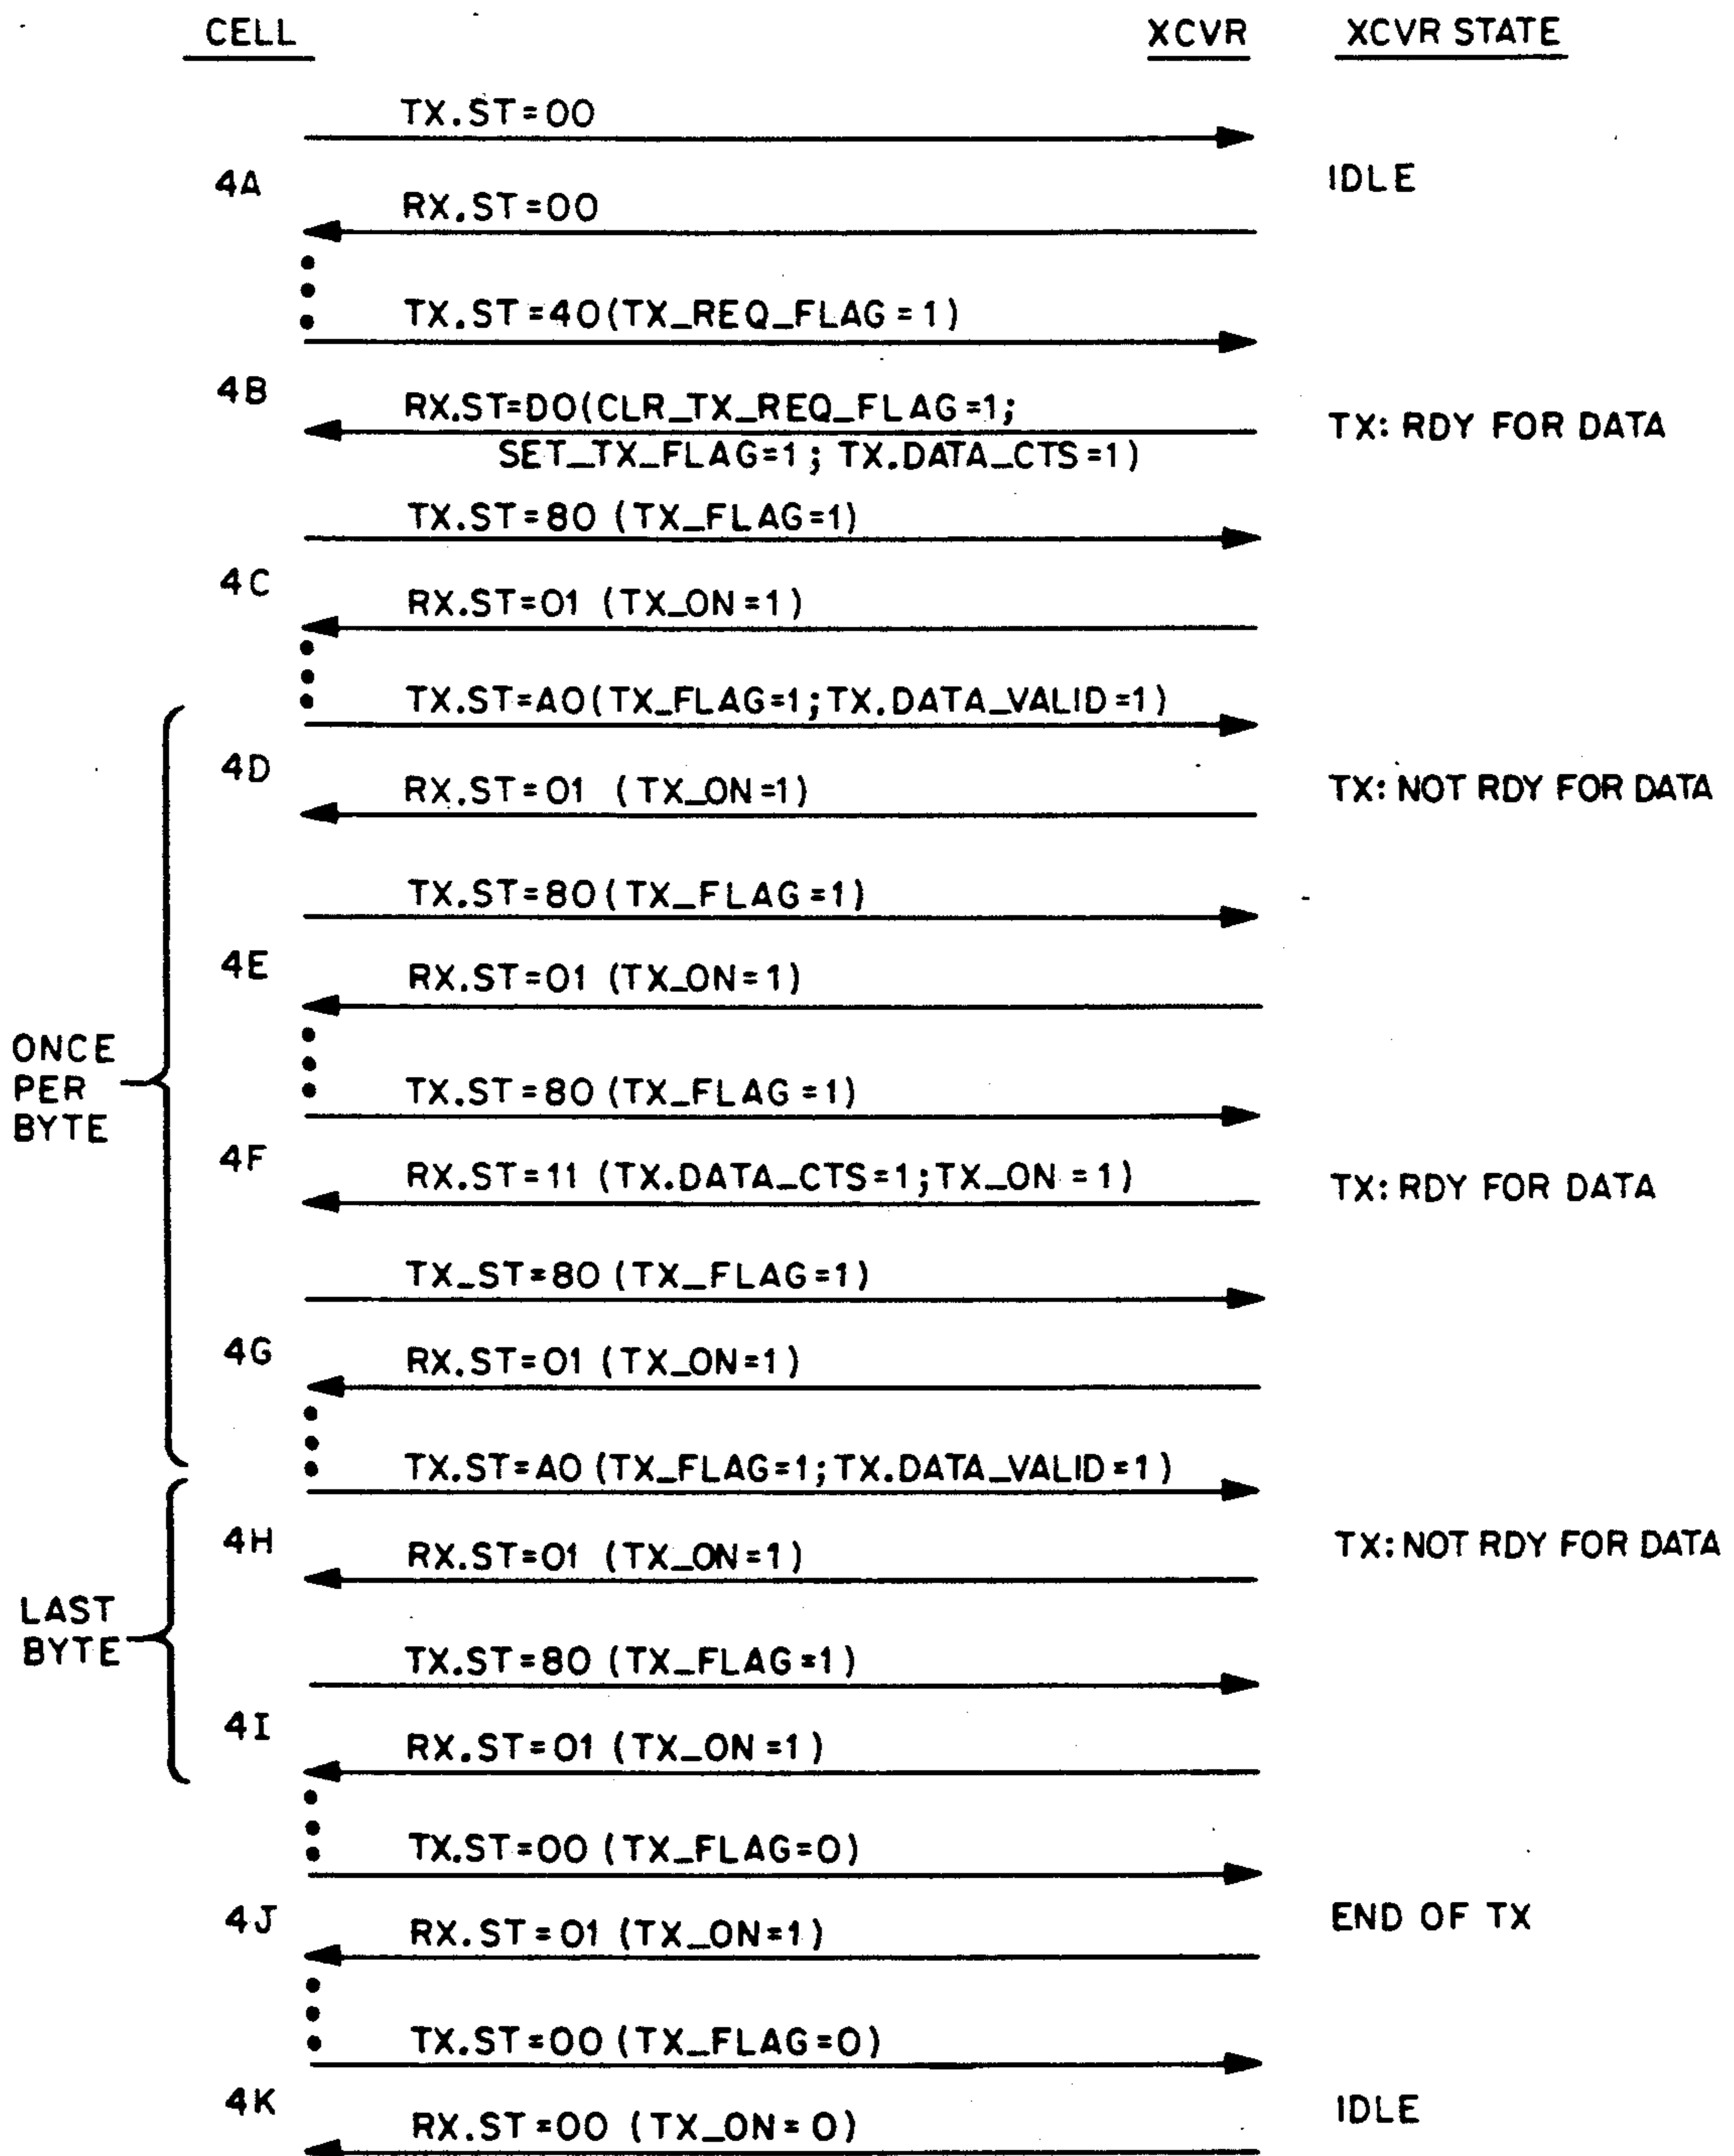 CELL XCVR XCVR STATE
TX.ST=00
4A IDLE
RX.ST=00
TX.ST=40(TX_REQ_FLAG=1)
4B
RX.ST=D0(CLR_TX_REQ_FLAG=1;
TX: RDY FOR DATA
SET_TX_FLAG=1; TX.DATA_CTS=1)
TX.ST=80 (TX_FLAG=1)
4C
RX.ST=01 (TX_ON=1)
TX.ST=A0(TX_FLAG=1;TX.DATA_VALID=1)
4D
RX.ST=01 (TX_ON=1)
TX: NOT RDY FOR DATA
TX.ST=80(TX_FLAG=1)
4E
RX.ST=01 (TX_ON=1)
ONCE
PER
BYTE
TX.ST=80 (TX_FLAG=1)
4F
RX.ST=11 (TX.DATA_CTS=1;TX_ON=1)
TX: RDY FOR DATA
TX_ST=80 (TX_FLAG=1)
4G
RX.ST=01 (TX_ON=1)
TX.ST=A0 (TX_FLAG=1;TX.DATA_VALID=1)
4H
RX.ST=01 (TX_ON=1)
TX: NOT RDY FOR DATA
LAST
BYTE
TX.ST=80 (TX_FLAG=1)
4I
RX.ST=01 (TX_ON=1)
TX.ST=00 (TX_FLAG=0)
4J
RX.ST=01 (TX_ON=1)
END OF TX
TX.ST=00 (TX_FLAG=0)
4K
RX.ST=00 (TX_ON=0)
IDLE